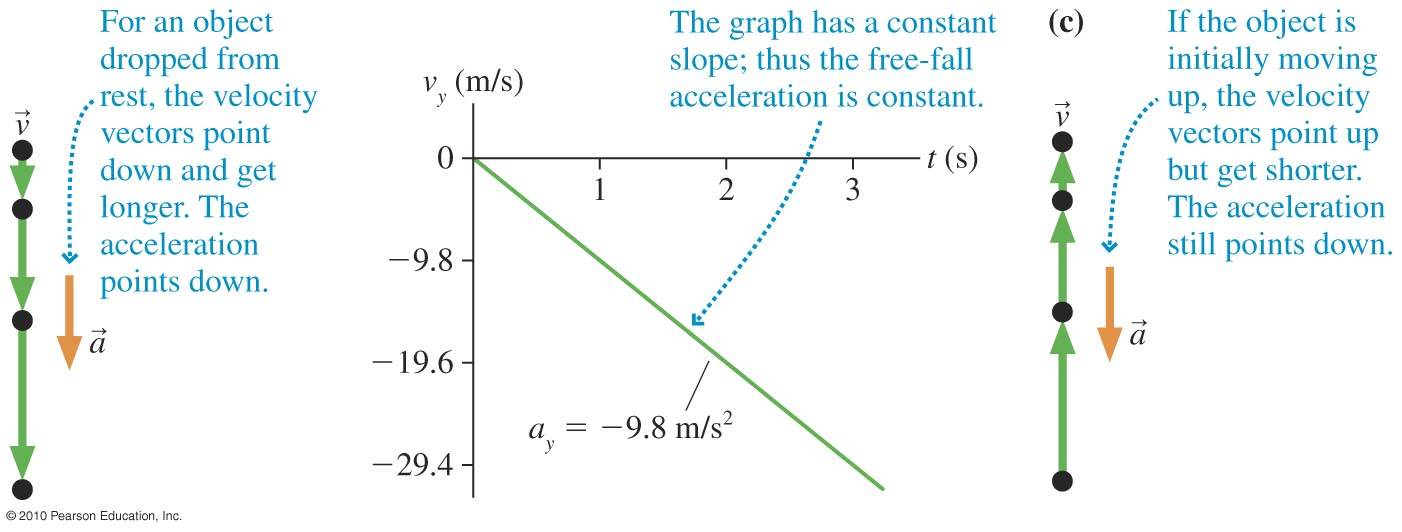 For an object
dropped from
rest, the velocity
vectors point
down and get
longer. The
acceleration
points down.
v⃗
a⃗
The graph has a constant
slope; thus the free-fall
acceleration is constant.
v_y (m/s)
0
−9.8
−19.6
−29.4
1
2
3
t (s)
a_y = −9.8 m/s²
(c)
If the object is
initially moving
up, the velocity
vectors point up
but get shorter.
The acceleration
still points down.
v⃗
a⃗
© 2010 Pearson Education, Inc.